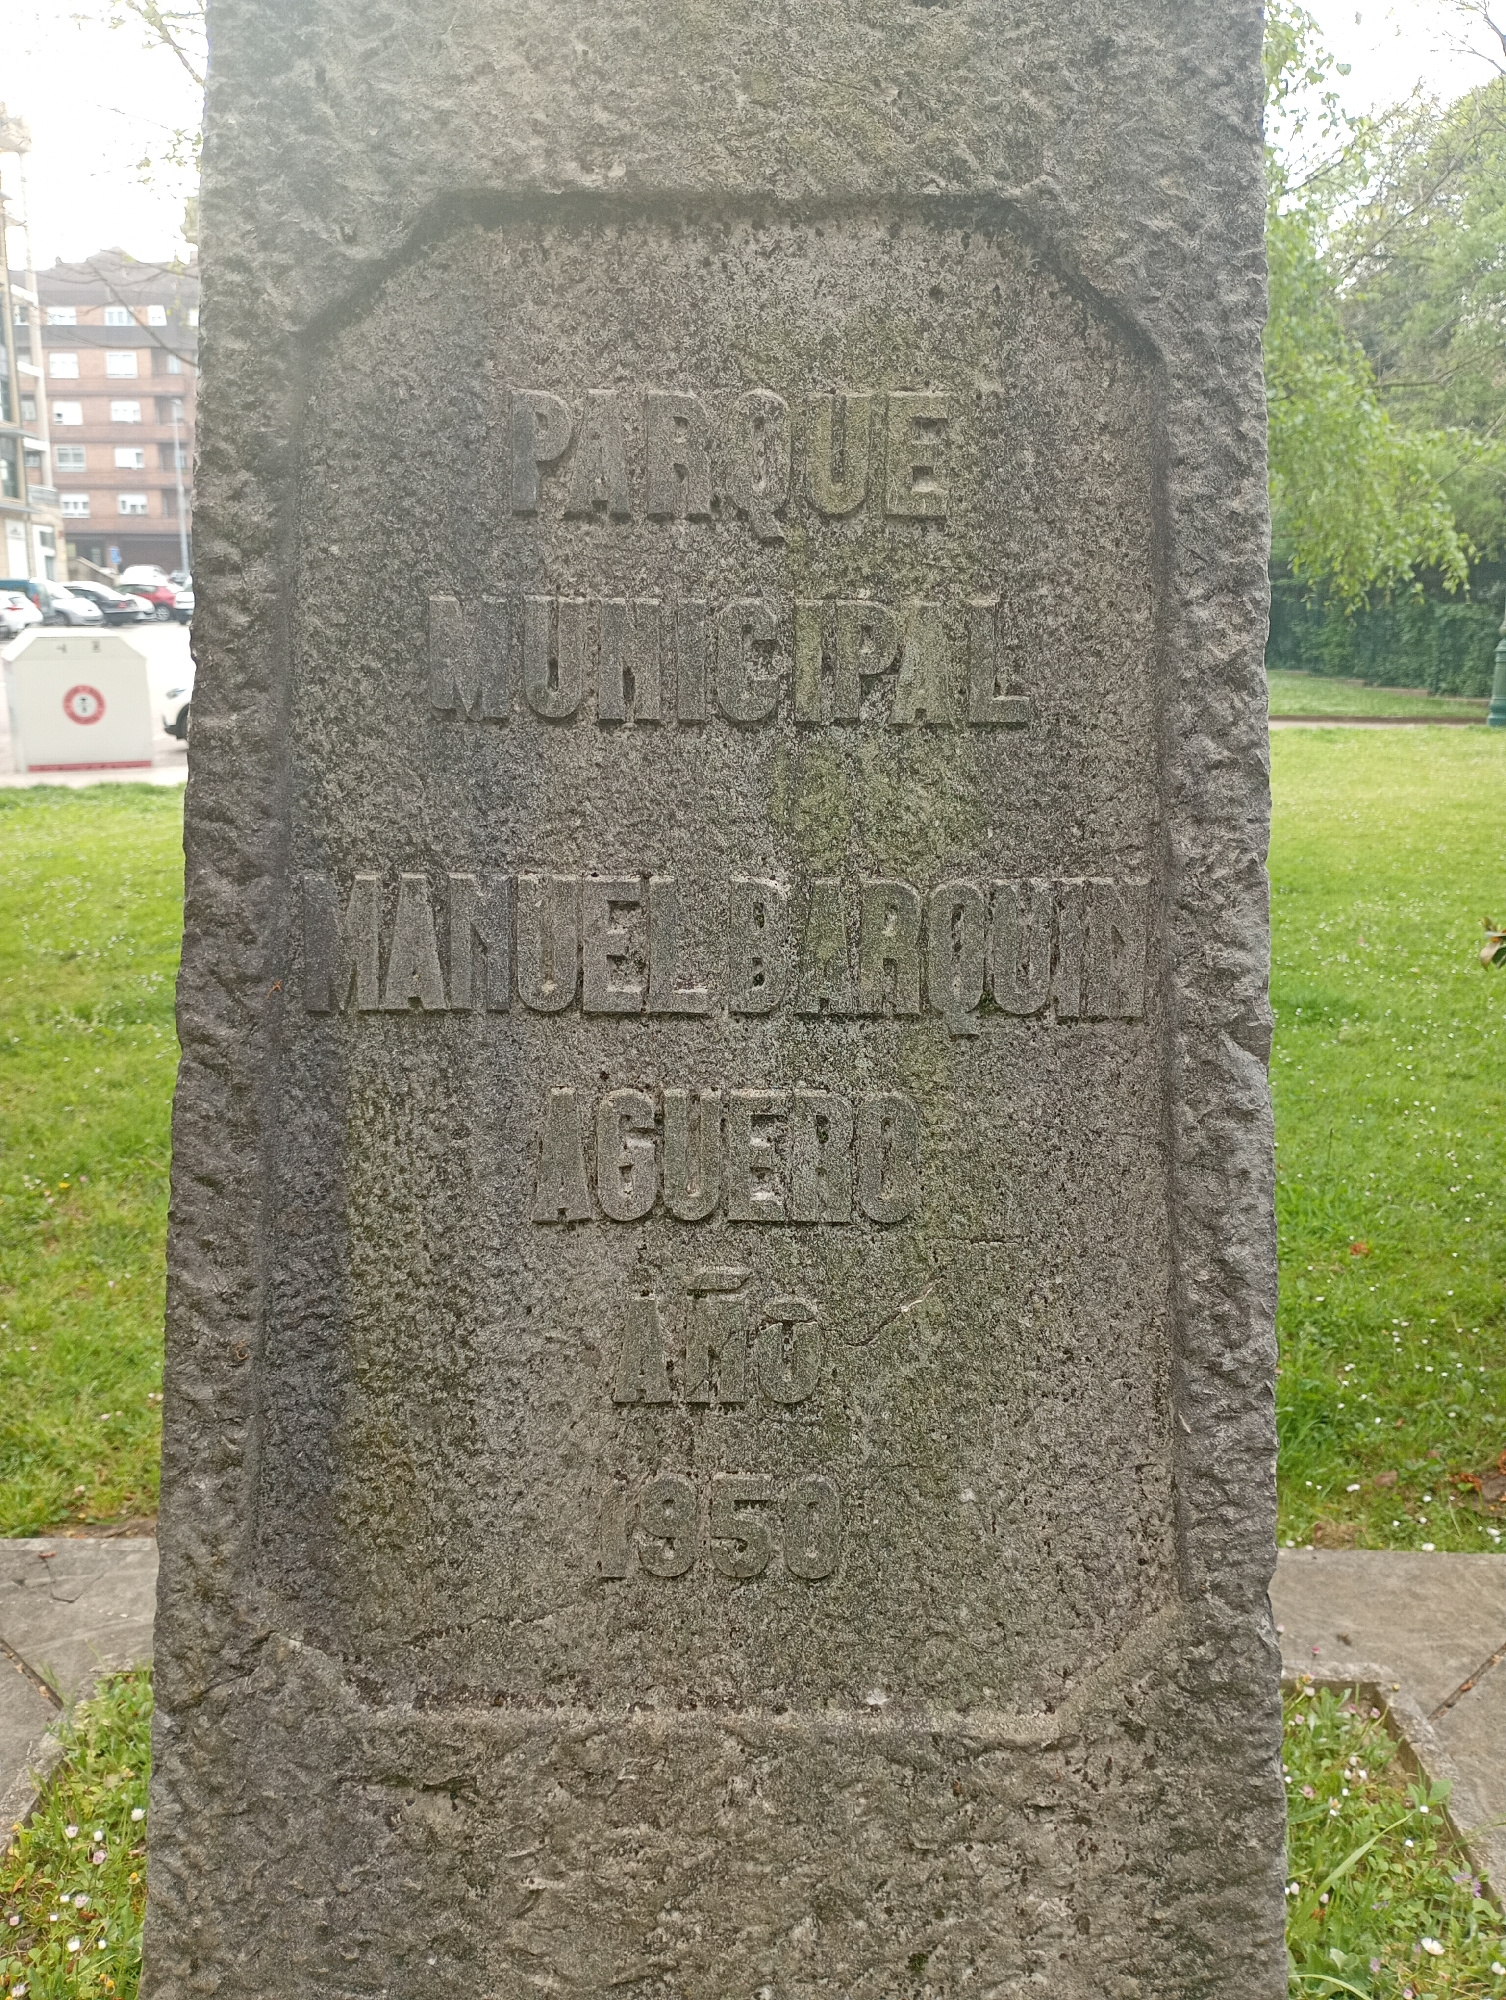 PARQUE
MUNICIPAL
MANUEL BARQUIN
AGUERO
AÑO
1950